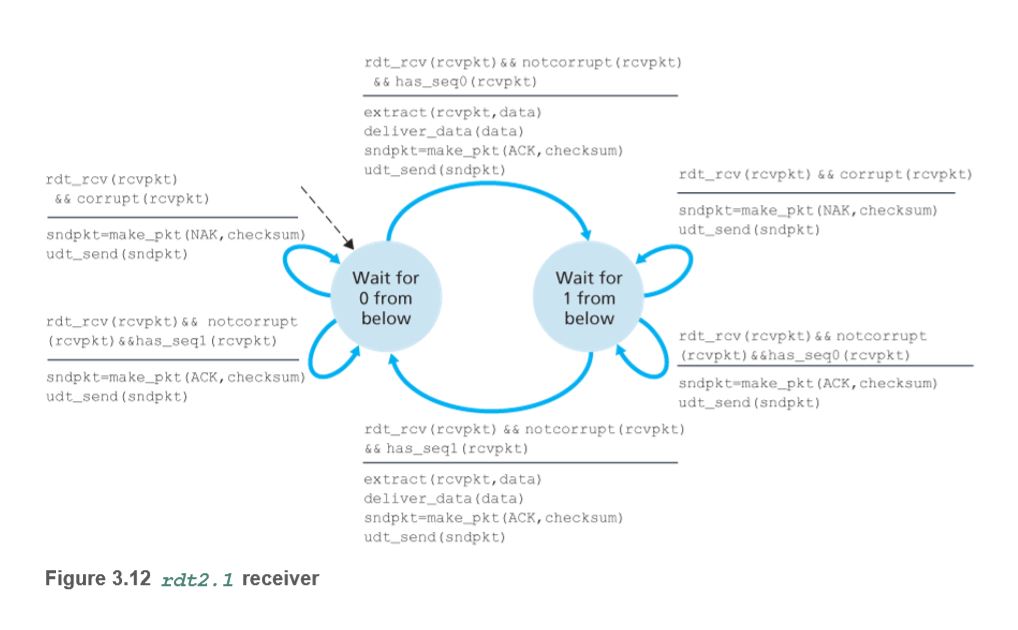 rdt_rcv(rcvpkt)&& notcorrupt(rcvpkt)
&& has_seq0(rcvpkt)
extract(rcvpkt,data)
deliver_data(data)
sndpkt=make_pkt(ACK,checksum)
udt_send(sndpkt)
rdt_rcv(rcvpkt)
&& corrupt(rcvpkt)
sndpkt=make_pkt(NAK,checksum)
udt_send(sndpkt)
rdt_rcv(rcvpkt) && corrupt(rcvpkt)
sndpkt=make_pkt(NAK,checksum)
udt_send(sndpkt)
Wait for
0 from
below
Wait for
1 from
below
rdt_rcv(rcvpkt)&& notcorrupt
(rcvpkt)&&has_seq1(rcvpkt)
sndpkt=make_pkt(ACK,checksum)
udt_send(sndpkt)
rdt_rcv(rcvpkt)&& notcorrupt
(rcvpkt)&&has_seq0(rcvpkt)
sndpkt=make_pkt(ACK,checksum)
udt_send(sndpkt)
rdt_rcv(rcvpkt) && notcorrupt(rcvpkt)
&& has_seq1(rcvpkt)
extract(rcvpkt,data)
deliver_data(data)
sndpkt=make_pkt(ACK,checksum)
udt_send(sndpkt)
Figure 3.12 rdt2.1 receiver